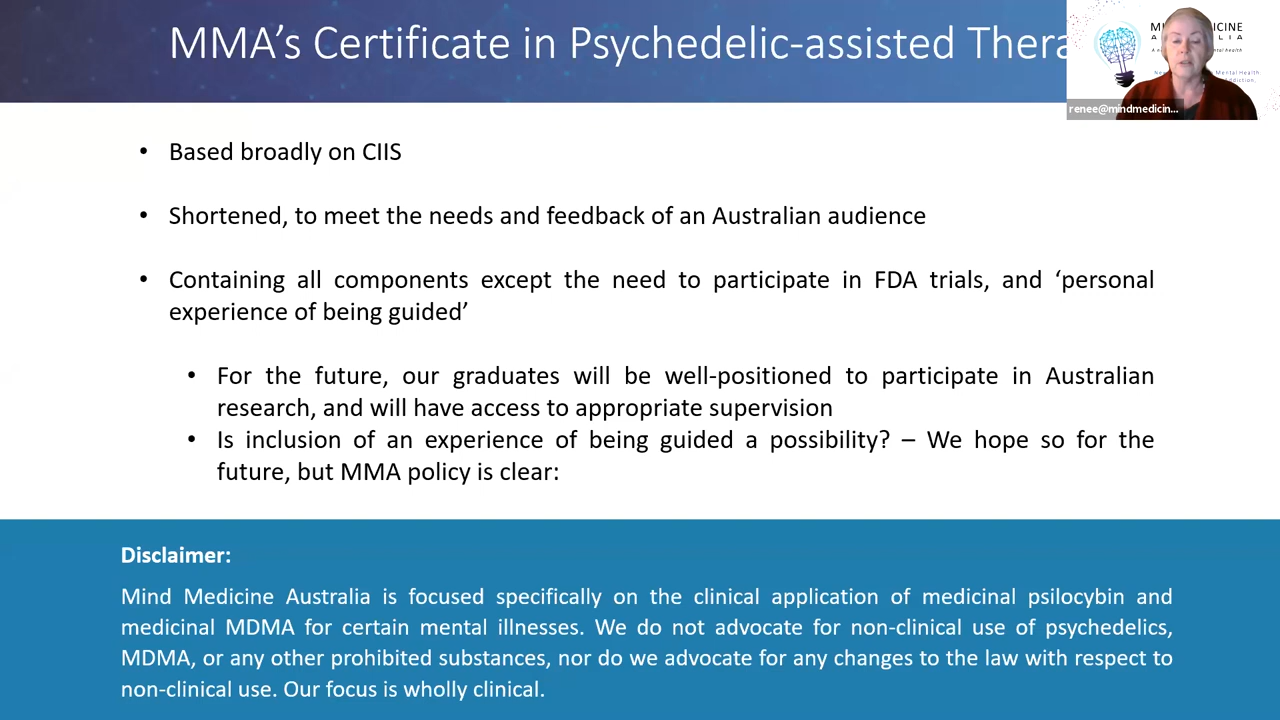 MMA’s Certificate in Psychedelic-assisted Thera
• Based broadly on CIIS
• Shortened, to meet the needs and feedback of an Australian audience
• Containing all components except the need to participate in FDA trials, and ‘personal
experience of being guided’
• For the future, our graduates will be well-positioned to participate in Australian
research, and will have access to appropriate supervision
• Is inclusion of an experience of being guided a possibility? – We hope so for the
future, but MMA policy is clear:
Disclaimer:
Mind Medicine Australia is focused specifically on the clinical application of medicinal psilocybin and
medicinal MDMA for certain mental illnesses. We do not advocate for non-clinical use of psychedelics,
MDMA, or any other prohibited substances, nor do we advocate for any changes to the law with respect to
non-clinical use. Our focus is wholly clinical.
renee@mindmedicin...